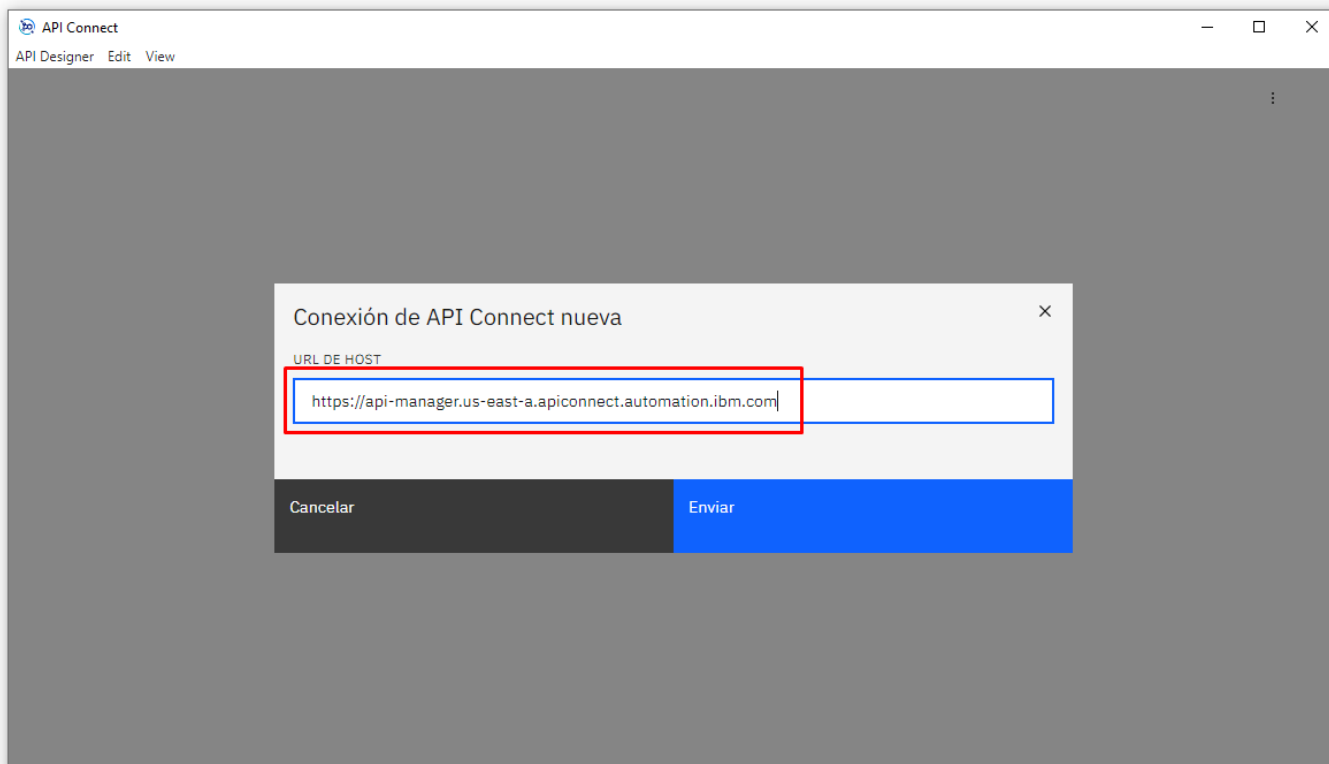 API Connect
API Designer Edit View
Conexión de API Connect nueva
URL DE HOST
https://api-manager.us-east-a.apiconnect.automation.ibm.com
Cancelar
Enviar